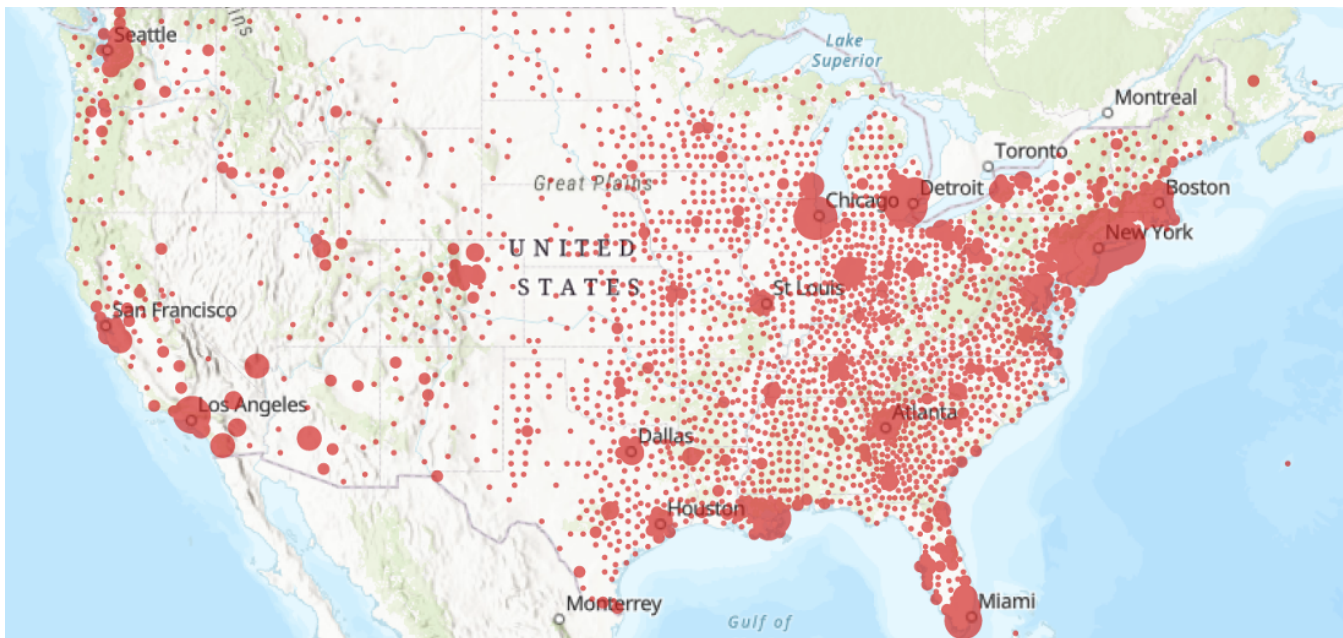 Seattle
ins
Lake
Superior
Montreal
Toronto
Great Plains
Detroit
Boston
Chicago
New York
UNITED
STATES
St Louis
San Francisco
Los Angeles
Atlanta
Dallas
Houston
Monterrey
Miami
Gulf of